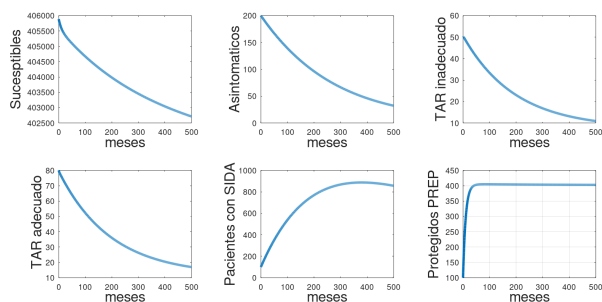 Sucesptibles
406000
405500
405000
404500
404000
403500
403000
402500
0 100 200 300 400 500
meses
Asintomaticos
200
150
100
50
0
0 100 200 300 400 500
meses
TAR inadecuado
60
50
40
30
20
10
0 100 200 300 400 500
meses
TAR adecuado
80
70
60
50
40
30
20
10
0 100 200 300 400 500
meses
Pacientes con SIDA
1000
800
600
400
200
0
0 100 200 300 400 500
meses
Protegidos PREP
450
400
350
300
250
200
150
100
0 100 200 300 400 500
meses